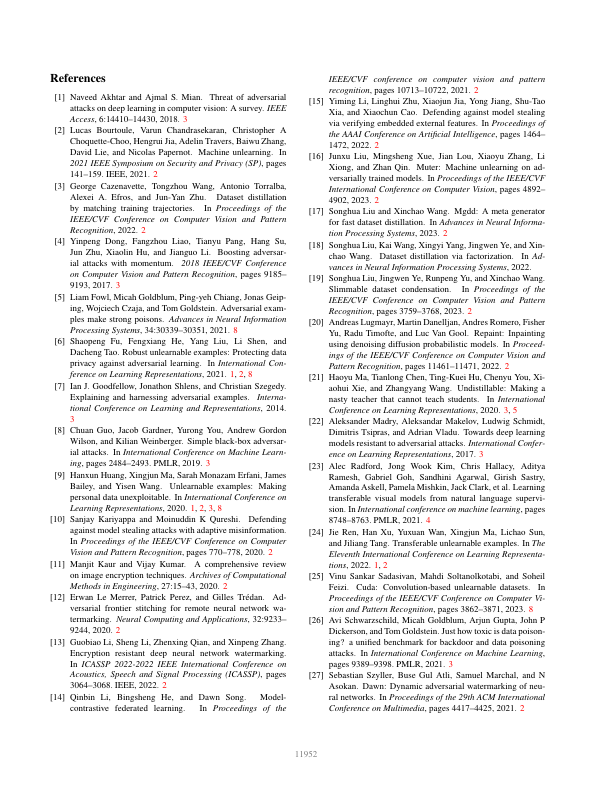 References
[1] Naveed Akhtar and Ajmal S. Mian. Threat of adversarial
attacks on deep learning in computer vision: A survey. IEEE
Access, 6:14410–14430, 2018. 3
[2] Lucas Bourtoule, Varun Chandrasekaran, Christopher A
Choquette-Choo, Hengrui Jia, Adelin Travers, Baiwu Zhang,
David Lie, and Nicolas Papernot. Machine unlearning. In
2021 IEEE Symposium on Security and Privacy (SP), pages
141–159. IEEE, 2021. 2
[3] George Cazenavette, Tongzhou Wang, Antonio Torralba,
Alexei A. Efros, and Jun-Yan Zhu. Dataset distillation
by matching training trajectories. In Proceedings of the
IEEE/CVF Conference on Computer Vision and Pattern
Recognition, 2022. 2
[4] Yinpeng Dong, Fangzhou Liao, Tianyu Pang, Hang Su,
Jun Zhu, Xiaolin Hu, and Jianguo Li. Boosting adversar-
ial attacks with momentum. 2018 IEEE/CVF Conference
on Computer Vision and Pattern Recognition, pages 9185–
9193, 2017. 3
[5] Liam Fowl, Micah Goldblum, Ping-yeh Chiang, Jonas Geip-
ing, Wojciech Czaja, and Tom Goldstein. Adversarial exam-
ples make strong poisons. Advances in Neural Information
Processing Systems, 34:30339–30351, 2021. 8
[6] Shaopeng Fu, Fengxiang He, Yang Liu, Li Shen, and
Dacheng Tao. Robust unlearnable examples: Protecting data
privacy against adversarial learning. In International Con-
ference on Learning Representations, 2021. 1, 2, 8
[7] Ian J. Goodfellow, Jonathon Shlens, and Christian Szegedy.
Explaining and harnessing adversarial examples. Interna-
tional Conference on Learning and Representations, 2014.
3
[8] Chuan Guo, Jacob Gardner, Yurong You, Andrew Gordon
Wilson, and Kilian Weinberger. Simple black-box adversar-
ial attacks. In International Conference on Machine Learn-
ing, pages 2484–2493. PMLR, 2019. 3
[9] Hanxun Huang, Xingjun Ma, Sarah Monazam Erfani, James
Bailey, and Yisen Wang. Unlearnable examples: Making
personal data unexploitable. In International Conference on
Learning Representations, 2020. 1, 2, 3, 8
[10] Sanjay Kariyappa and Moinuddin K Qureshi. Defending
against model stealing attacks with adaptive misinformation.
In Proceedings of the IEEE/CVF Conference on Computer
Vision and Pattern Recognition, pages 770–778, 2020. 2
[11] Manjit Kaur and Vijay Kumar. A comprehensive review
on image encryption techniques. Archives of Computational
Methods in Engineering, 27:15–43, 2020. 2
[12] Erwan Le Merrer, Patrick Perez, and Gilles Trédan. Ad-
versarial frontier stitching for remote neural network wa-
termarking. Neural Computing and Applications, 32:9233–
9244, 2020. 2
[13] Guobiao Li, Sheng Li, Zhenxing Qian, and Xinpeng Zhang.
Encryption resistant deep neural network watermarking.
In ICASSP 2022-2022 IEEE International Conference on
Acoustics, Speech and Signal Processing (ICASSP), pages
3064–3068. IEEE, 2022. 2
[14] Qinbin Li, Bingsheng He, and Dawn Song. Model-
contrastive federated learning. In Proceedings of the
IEEE/CVF conference on computer vision and pattern
recognition, pages 10713–10722, 2021. 2
[15] Yiming Li, Linghui Zhu, Xiaojun Jia, Yong Jiang, Shu-Tao
Xia, and Xiaochun Cao. Defending against model stealing
via verifying embedded external features. In Proceedings of
the AAAI Conference on Artificial Intelligence, pages 1464–
1472, 2022. 2
[16] Junxu Liu, Mingsheng Xue, Jian Lou, Xiaoyu Zhang, Li
Xiong, and Zhan Qin. Muter: Machine unlearning on ad-
versarially trained models. In Proceedings of the IEEE/CVF
International Conference on Computer Vision, pages 4892–
4902, 2023. 2
[17] Songhua Liu and Xinchao Wang. Mgdd: A meta generator
for fast dataset distillation. In Advances in Neural Informa-
tion Processing Systems, 2023. 2
[18] Songhua Liu, Kai Wang, Xingyi Yang, Jingwen Ye, and Xin-
chao Wang. Dataset distillation via factorization. In Ad-
vances in Neural Information Processing Systems, 2022.
[19] Songhua Liu, Jingwen Ye, Runpeng Yu, and Xinchao Wang.
Slimmable dataset condensation. In Proceedings of the
IEEE/CVF Conference on Computer Vision and Pattern
Recognition, pages 3759–3768, 2023. 2
[20] Andreas Lugmayr, Martin Danelljan, Andres Romero, Fisher
Yu, Radu Timofte, and Luc Van Gool. Repaint: Inpainting
using denoising diffusion probabilistic models. In Proceed-
ings of the IEEE/CVF Conference on Computer Vision and
Pattern Recognition, pages 11461–11471, 2022. 2
[21] Haoyu Ma, Tianlong Chen, Ting-Kuei Hu, Chenyu You, Xi-
aohui Xie, and Zhangyang Wang. Undistillable: Making a
nasty teacher that cannot teach students. In International
Conference on Learning Representations, 2020. 3, 5
[22] Aleksander Madry, Aleksandar Makelov, Ludwig Schmidt,
Dimitris Tsipras, and Adrian Vladu. Towards deep learning
models resistant to adversarial attacks. International Confer-
ence on Learning Representations, 2017. 3
[23] Alec Radford, Jong Wook Kim, Chris Hallacy, Aditya
Ramesh, Gabriel Goh, Sandhini Agarwal, Girish Sastry,
Amanda Askell, Pamela Mishkin, Jack Clark, et al. Learning
transferable visual models from natural language supervi-
sion. In International conference on machine learning, pages
8748–8763. PMLR, 2021. 4
[24] Jie Ren, Han Xu, Yuxuan Wan, Xingjun Ma, Lichao Sun,
and Jiliang Tang. Transferable unlearnable examples. In The
Eleventh International Conference on Learning Representa-
tions, 2022. 1, 2
[25] Vinu Sankar Sadasivan, Mahdi Soltanolkotabi, and Soheil
Feizi. Cuda: Convolution-based unlearnable datasets. In
Proceedings of the IEEE/CVF Conference on Computer Vi-
sion and Pattern Recognition, pages 3862–3871, 2023. 8
[26] Avi Schwarzschild, Micah Goldblum, Arjun Gupta, John P
Dickerson, and Tom Goldstein. Just how toxic is data poison-
ing? a unified benchmark for backdoor and data poisoning
attacks. In International Conference on Machine Learning,
pages 9389–9398. PMLR, 2021. 3
[27] Sebastian Szyller, Buse Gul Atli, Samuel Marchal, and N
Asokan. Dawn: Dynamic adversarial watermarking of neu-
ral networks. In Proceedings of the 29th ACM International
Conference on Multimedia, pages 4417–4425, 2021. 2
11952